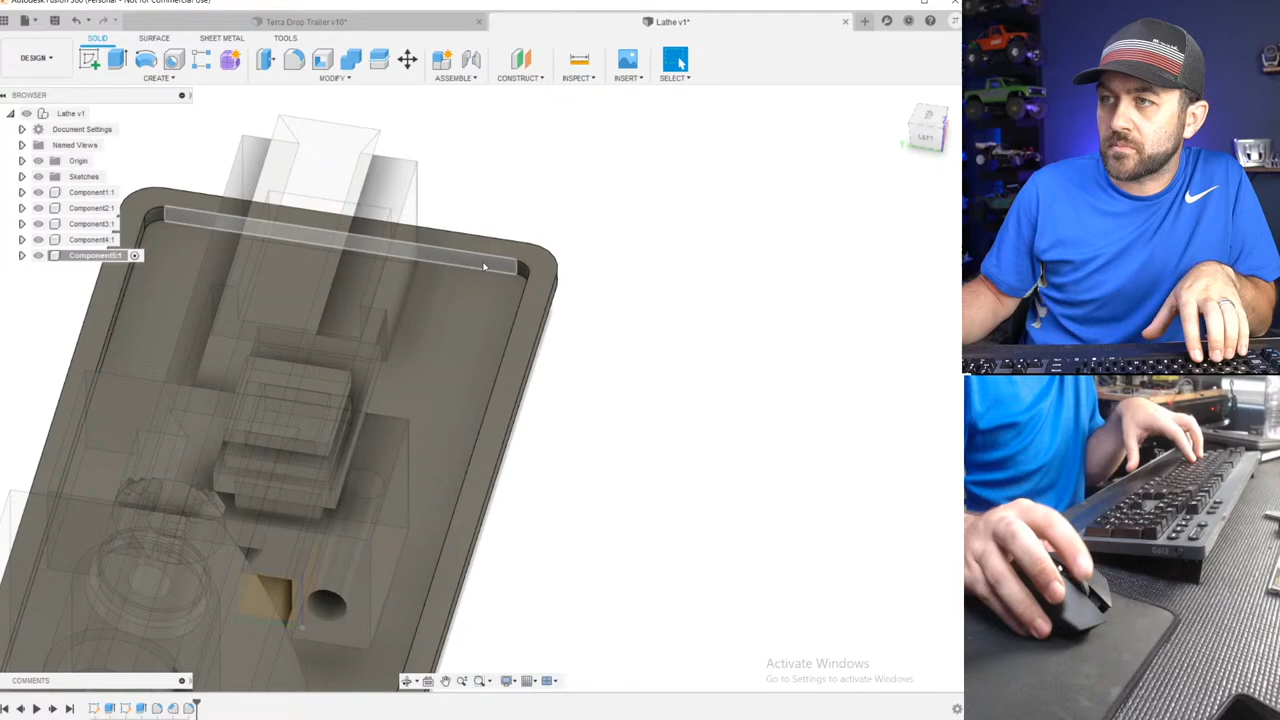 Autodesk Fusion 360 (Personal - Not for Commercial Use)
Terra Drop Trailer v10*
Lathe v1*
SOLID SURFACE SHEET METAL TOOLS
DESIGN
CREATE MODIFY ASSEMBLE CONSTRUCT INSPECT INSERT SELECT
BROWSER
Lathe v1
Document Settings
Named Views
Origin
Sketches
Component1:1
Component2:1
Component3:1
Component4:1
Component5:1
LEFT
Activate Windows
Go to Settings to activate Windows.
COMMENTS
G613